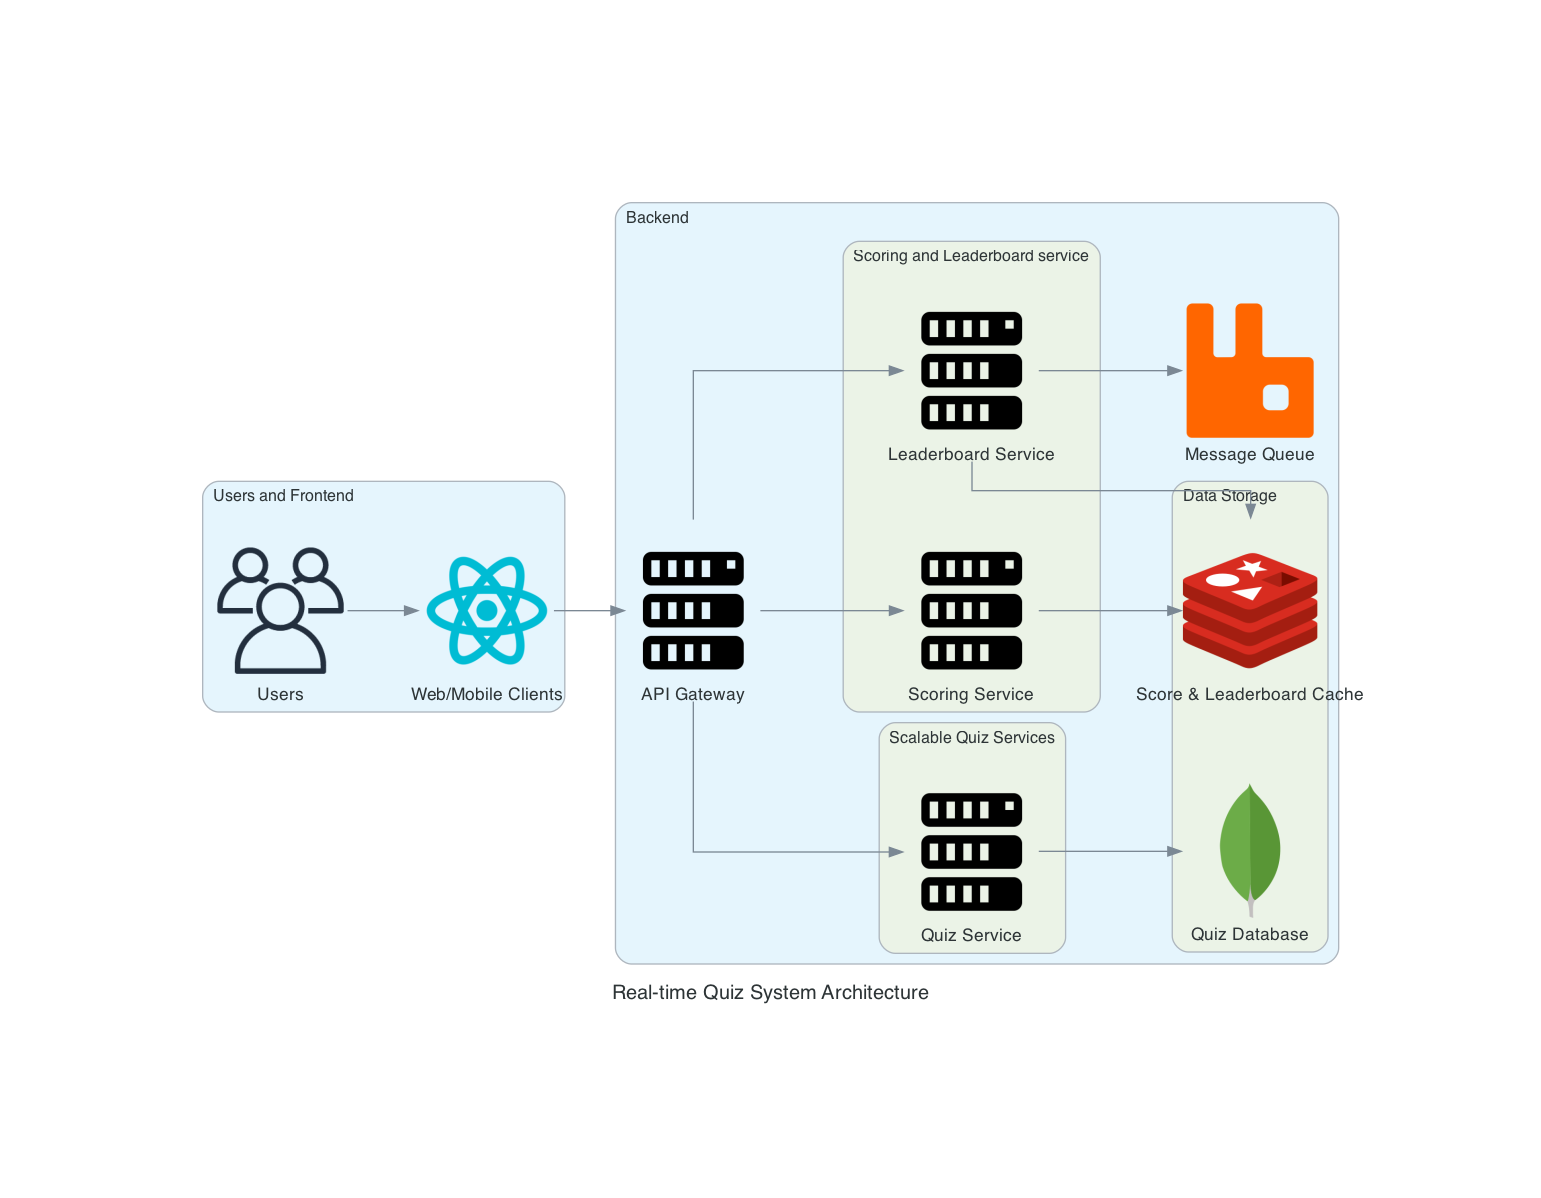 Backend
Scoring and Leaderboard service
Leaderboard Service
Message Queue
Users and Frontend
Data Storage
Users
Web/Mobile Clients
API Gateway
Scoring Service
Score & Leaderboard Cache
Scalable Quiz Services
Quiz Service
Quiz Database
Real-time Quiz System Architecture